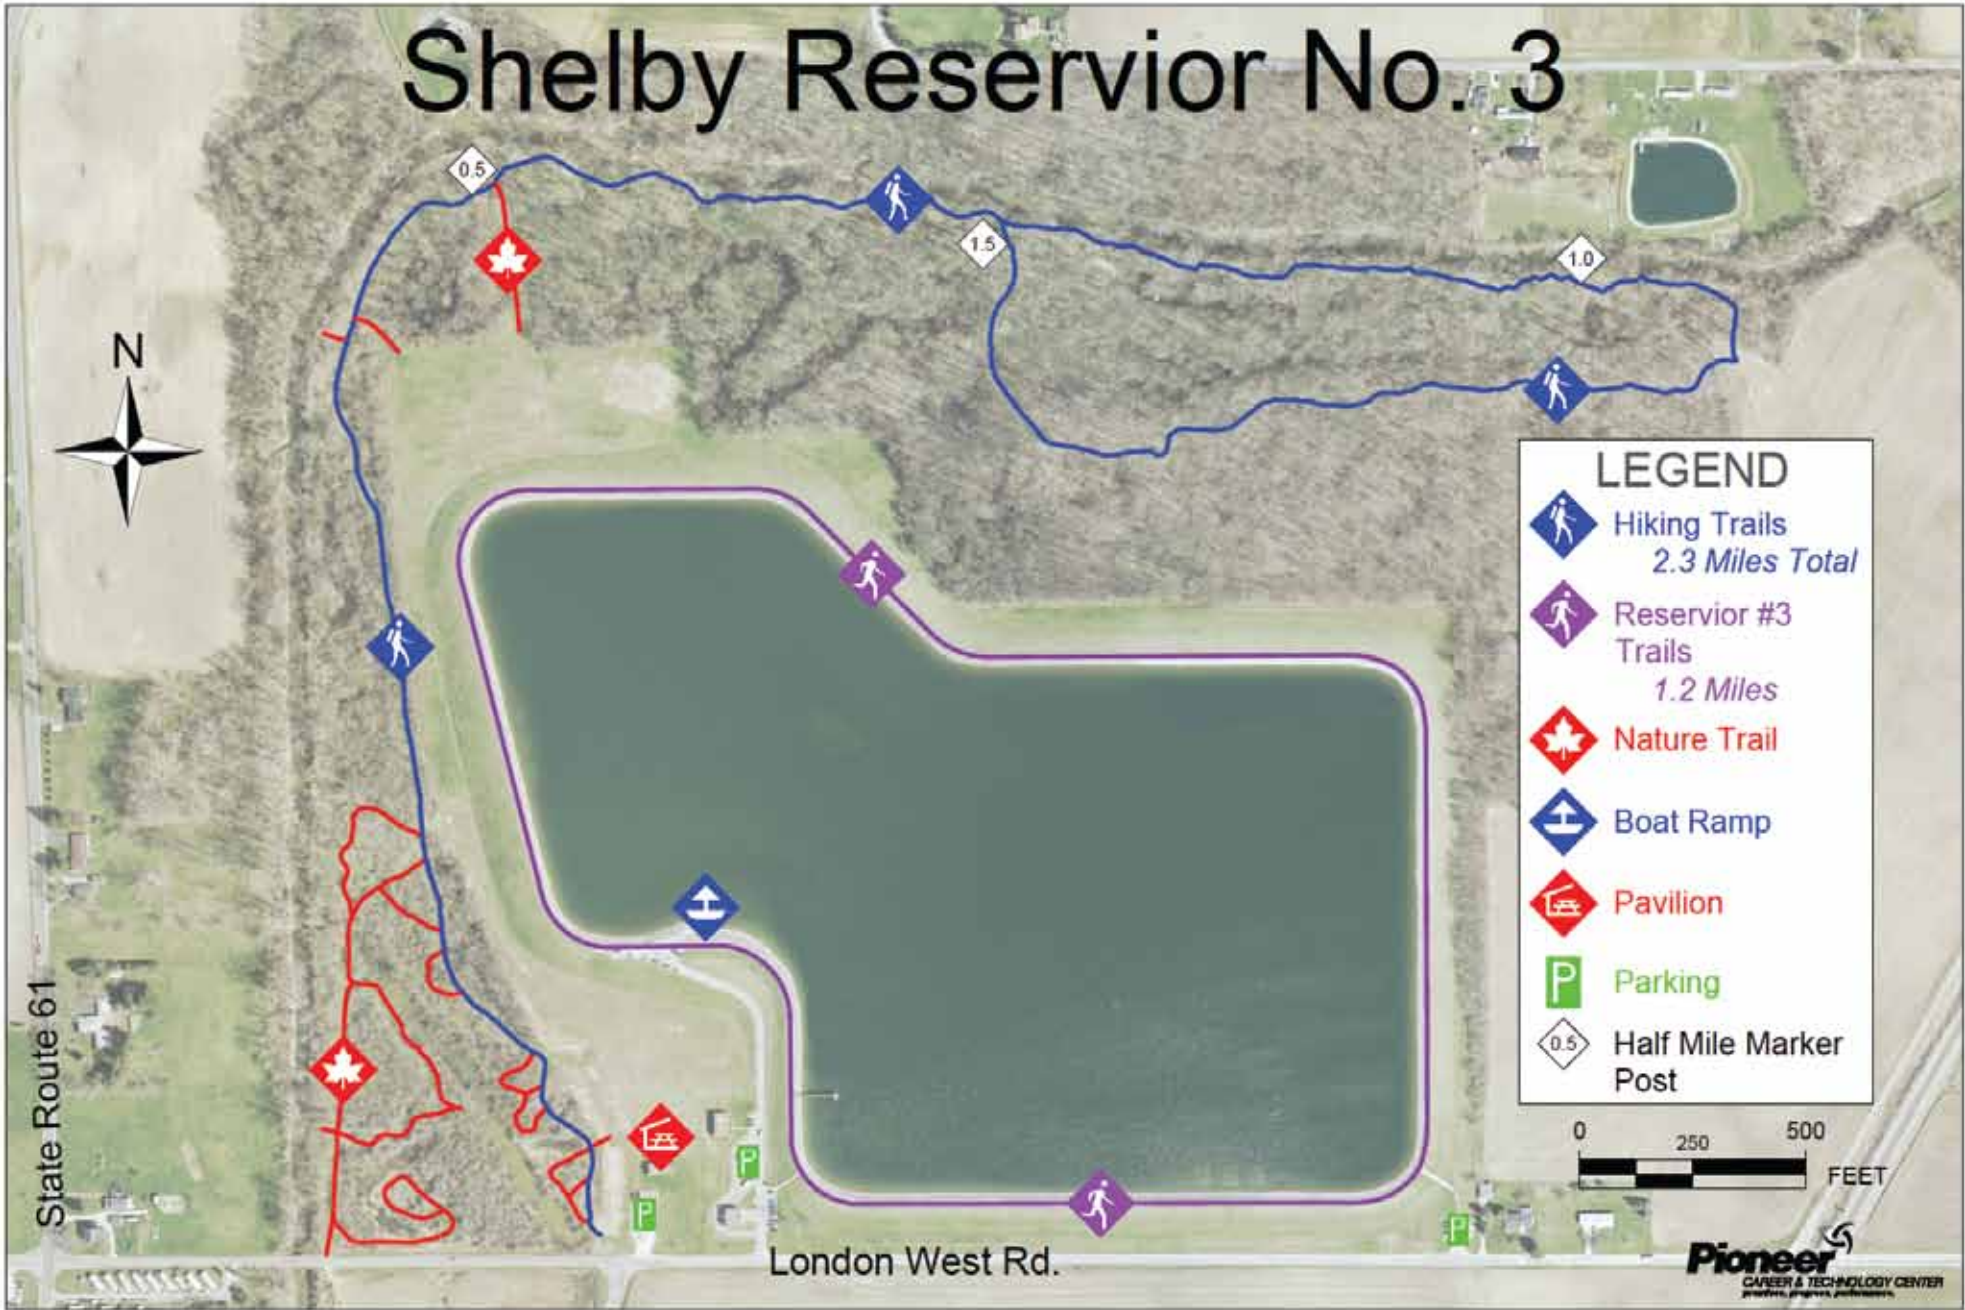 Shelby Reservior No. 3
0.5
1.5
1.0
N
LEGEND
Hiking Trails
2.3 Miles Total
Reservior #3
Trails
1.2 Miles
Nature Trail
Boat Ramp
Pavilion
P Parking
0.5 Half Mile Marker
Post
0 250 500
FEET
State Route 61
P
P
P
London West Rd.
Pioneer
CAREER & TECHNOLOGY CENTER